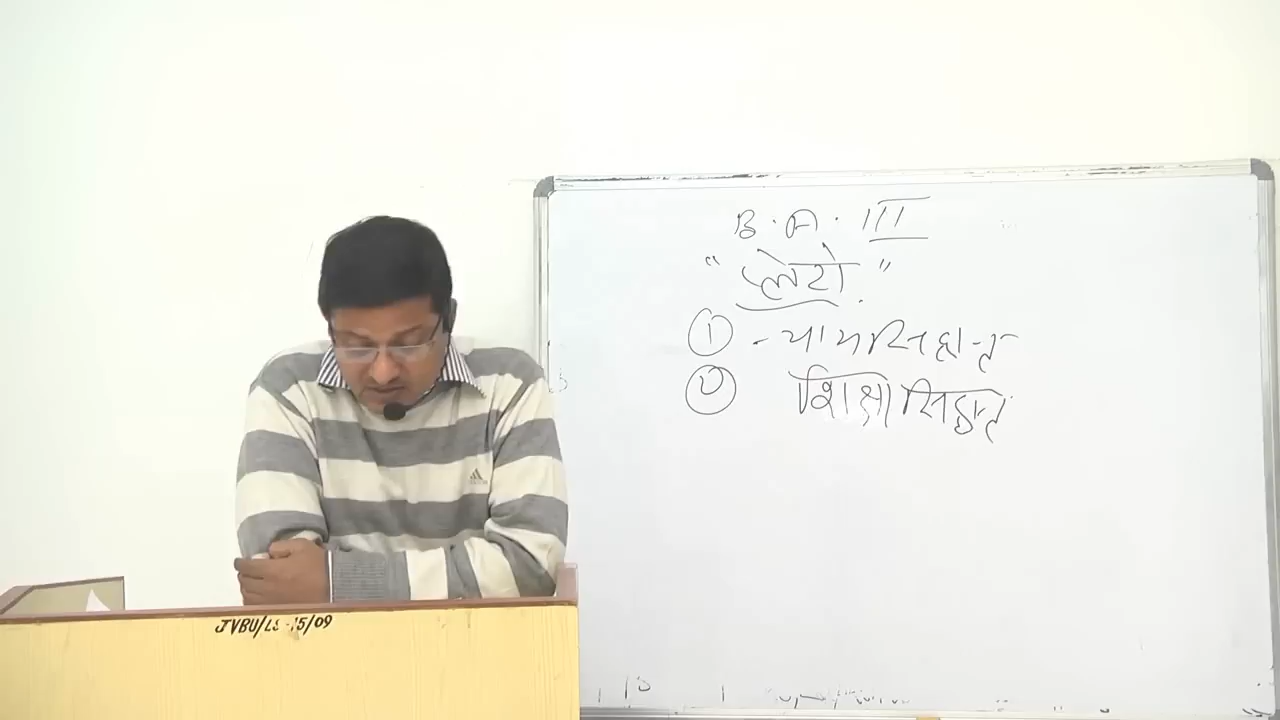 B.A. III
"प्लेटो"
① - न्यायसिद्धान्त
② शिक्षासिद्धान्त
JVBU/LS-15/09